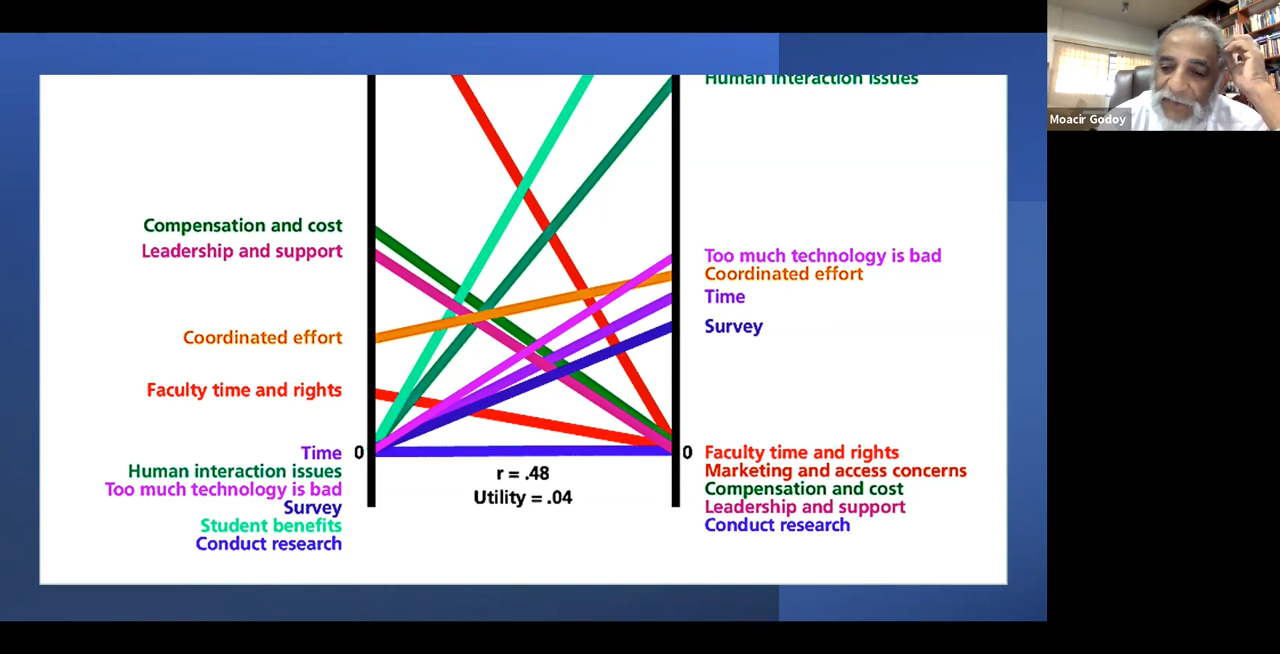 Human interaction issues
Moacir Godoy
Compensation and cost
Leadership and support
Coordinated effort
Faculty time and rights
Time 0
Human interaction issues
Too much technology is bad
Survey
Student benefits
Conduct research
r = .48
Utility = .04
Too much technology is bad
Coordinated effort
Time
Survey
0 Faculty time and rights
Marketing and access concerns
Compensation and cost
Leadership and support
Conduct research